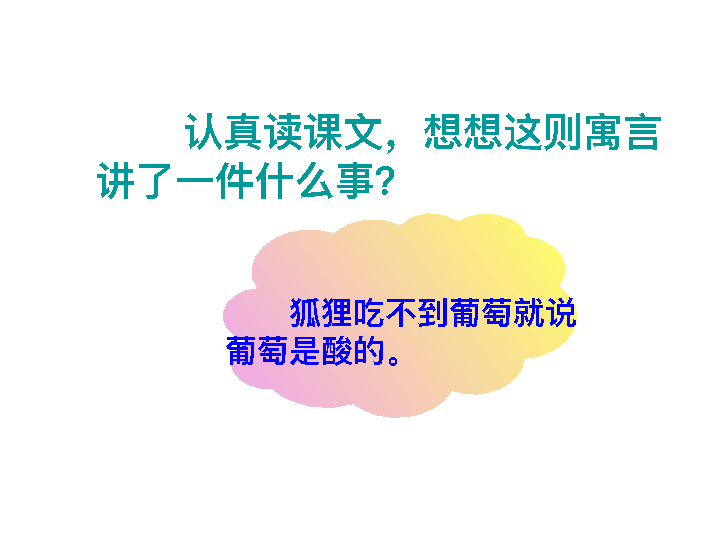 认真读课文，想想这则寓言
讲了一件什么事?
狐狸吃不到葡萄就说
葡萄是酸的。